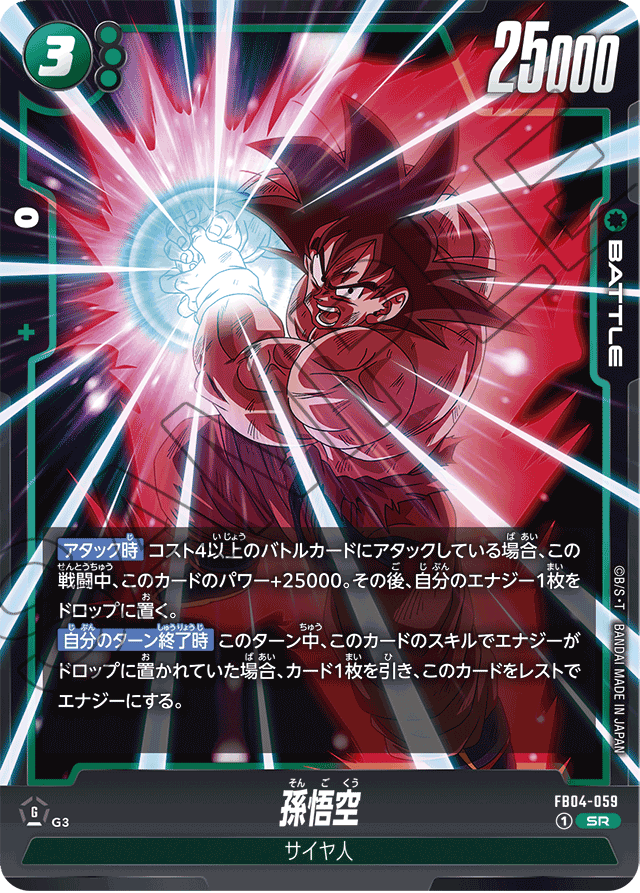 3
25000
0
+
BATTLE
SAMPLE
アタック時 コスト4以上のバトルカードにアタックしている場合、この
戦闘中、このカードのパワー+25000。その後、自分のエナジー1枚を
ドロップに置く。
自分のターン終了時 このターン中、このカードのスキルでエナジーが
ドロップに置かれていた場合、カード1枚を引き、このカードをレストで
エナジーにする。
©B/S・T BANDAI MADE IN JAPAN
そんごくう
孫悟空
FB04-059
G G3
1 SR
サイヤ人